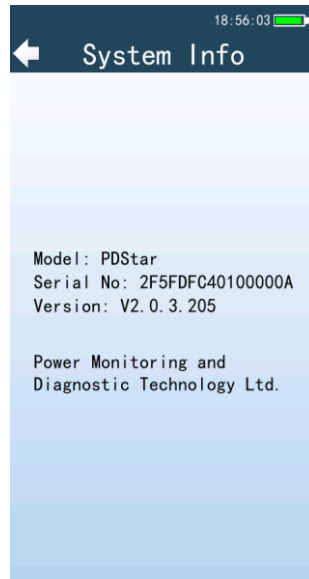 18:56:03
System Info
Model: PDStar
Serial No: 2F5FDFC40100000A
Version: V2.0.3.205
Power Monitoring and
Diagnostic Technology Ltd.